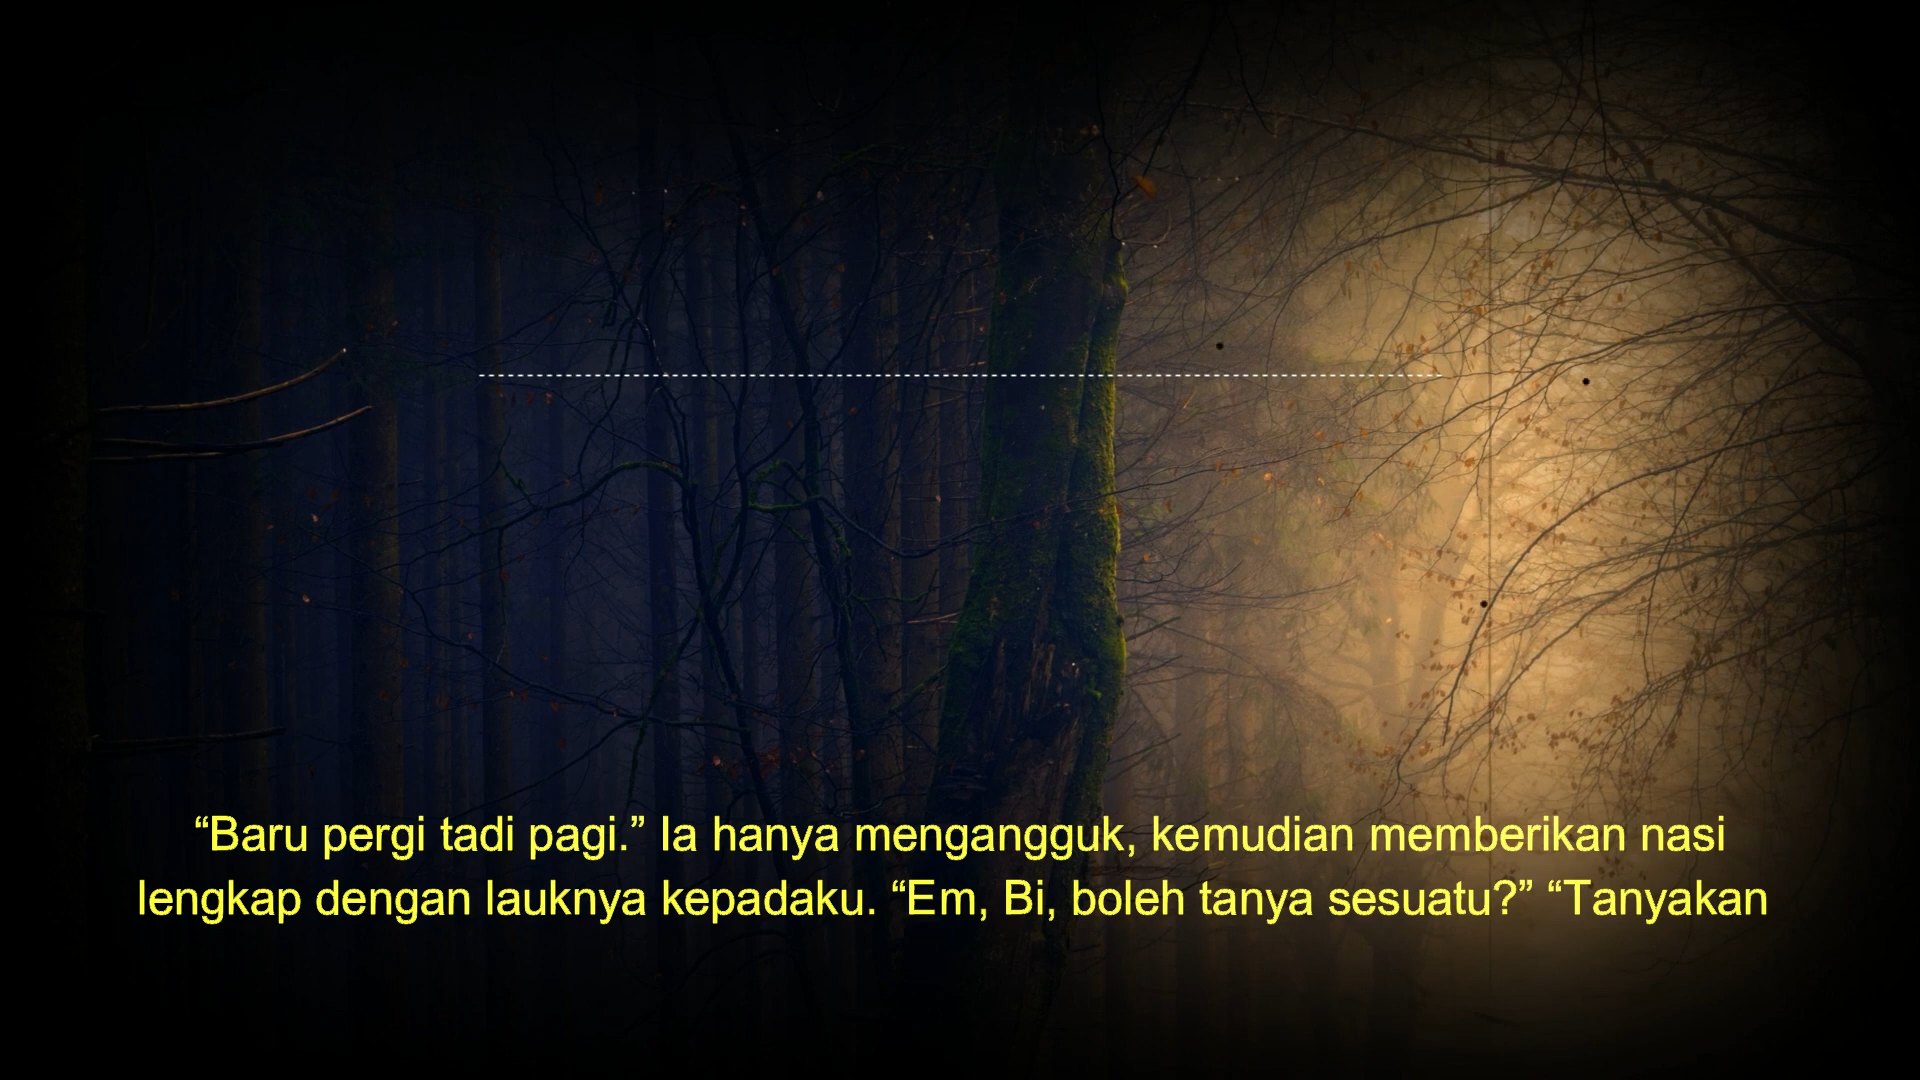 “Baru pergi tadi pagi.” Ia hanya mengangguk, kemudian memberikan nasi
lengkap dengan lauknya kepadaku. “Em, Bi, boleh tanya sesuatu?” “Tanyakan